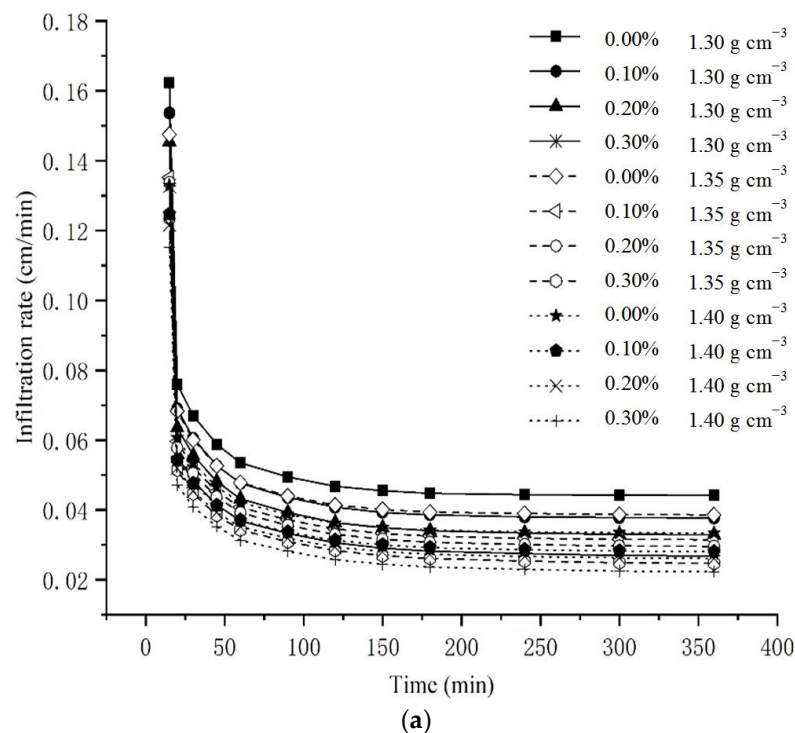 0.18
0.16
0.14
0.12
0.10
0.08
0.06
0.04
0.02
Infiltration rate (cm/min)
0.00% 1.30 g cm⁻³
0.10% 1.30 g cm⁻³
0.20% 1.30 g cm⁻³
0.30% 1.30 g cm⁻³
0.00% 1.35 g cm⁻³
0.10% 1.35 g cm⁻³
0.20% 1.35 g cm⁻³
0.30% 1.35 g cm⁻³
0.00% 1.40 g cm⁻³
0.10% 1.40 g cm⁻³
0.20% 1.40 g cm⁻³
0.30% 1.40 g cm⁻³
0 50 100 150 200 250 300 350 400
Time (min)
(a)